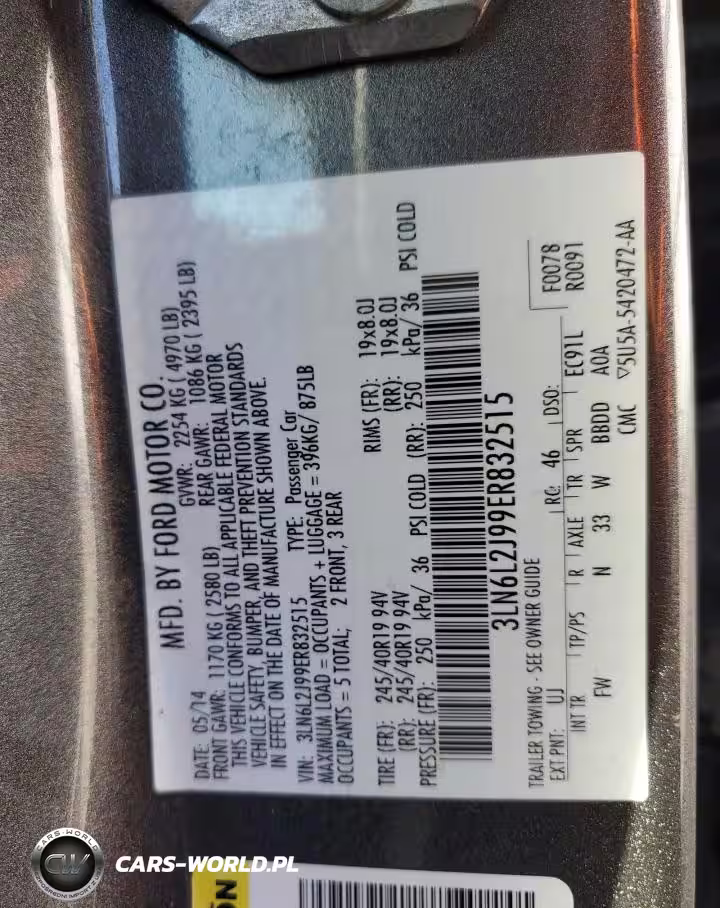 MFD. BY FORD MOTOR CO.
DATE: 05/14 GVWR: 2254 KG ( 4970 LB)
FRONT GAWR: 1170 KG ( 2580 LB) REAR GAWR: 1086 KG ( 2395 LB)
THIS VEHICLE CONFORMS TO ALL APPLICABLE FEDERAL MOTOR
VEHICLE SAFETY, BUMPER, AND THEFT PREVENTION STANDARDS
IN EFFECT ON THE DATE OF MANUFACTURE SHOWN ABOVE.
VIN: 3LN6L2J99ER832515 TYPE: Passenger Car
MAXIMUM LOAD = OCCUPANTS + LUGGAGE = 396KG/ 875LB
OCCUPANTS = 5 TOTAL; 2 FRONT, 3 REAR
TIRE (FR): 245/40R19 94V RIMS (FR): 19x8.0J
(RR): 245/40R19 94V (RR): 19x8.0J
PRESSURE (FR): 250 kPa/ 36 PSI COLD (RR): 250 kPa/ 36 PSI COLD
3LN6L2J99ER832515
TRAILER TOWING - SEE OWNER GUIDE
F0078
EXT PNT: UJ RC: 46 DSO: R0091
INT TR TP/PS R AXLE TR SPR EC91L
FW N 33 W BBDD A0A
CMC ▽5U5A-5420472-AA
CARS-WORLD
CW
CARS-WORLD.PL